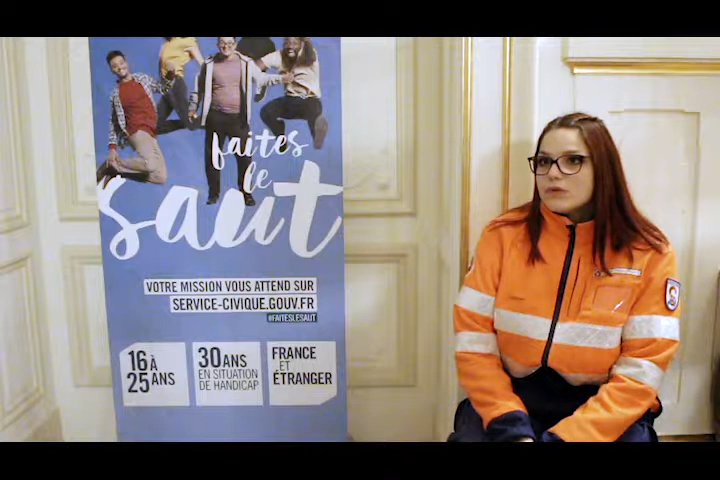 faites
le
saut
VOTRE MISSION VOUS ATTEND SUR
SERVICE-CIVIQUE.GOUV.FR
#FAITESLESAUT
16 À
25 ANS
30 ANS
EN SITUATION
DE HANDICAP
FRANCE
ET
ÉTRANGER